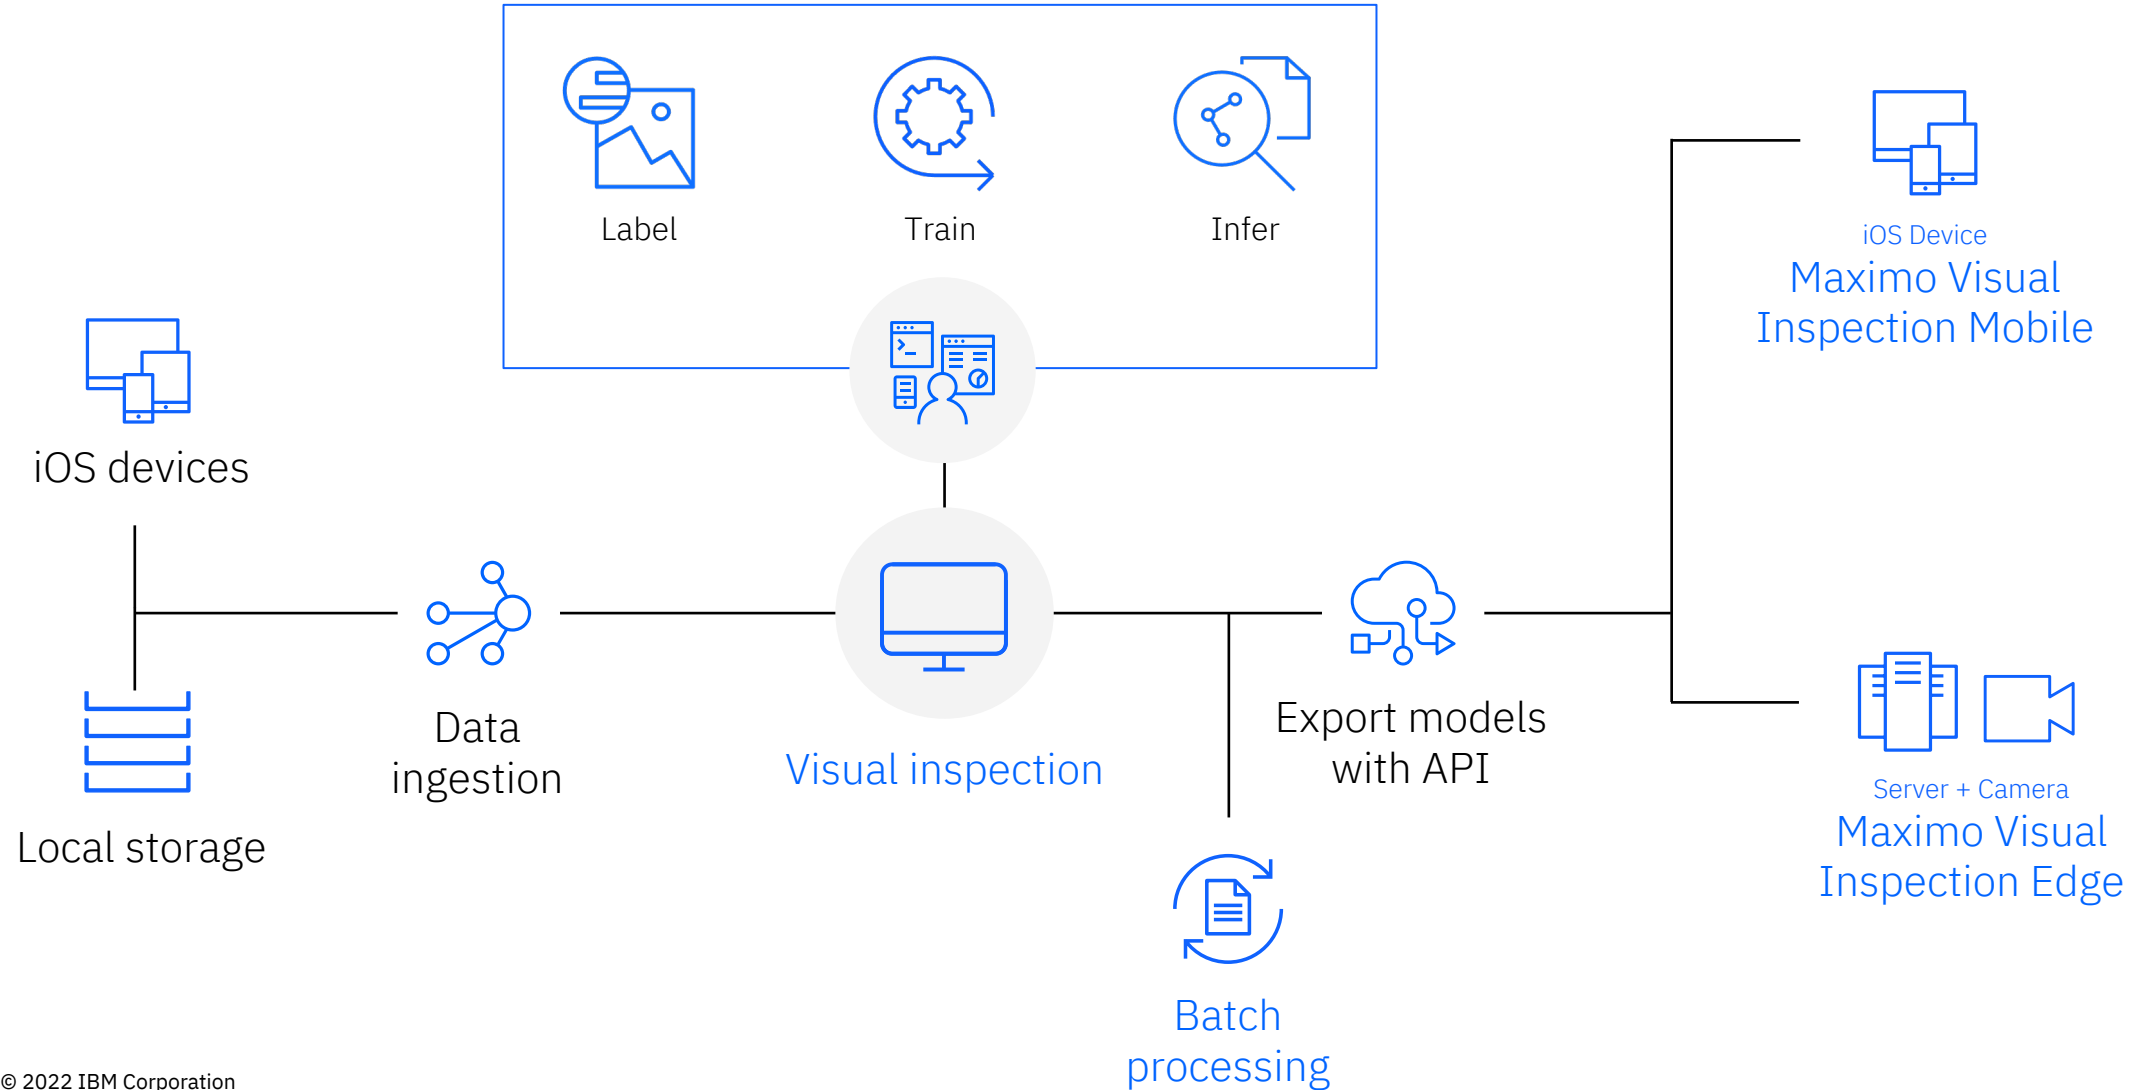 Label
Train
Infer
iOS Device
Maximo Visual
Inspection Mobile
iOS devices
Data
ingestion
Local storage
Visual inspection
Export models
with API
Server + Camera
Maximo Visual
Inspection Edge
Batch
processing
© 2022 IBM Corporation